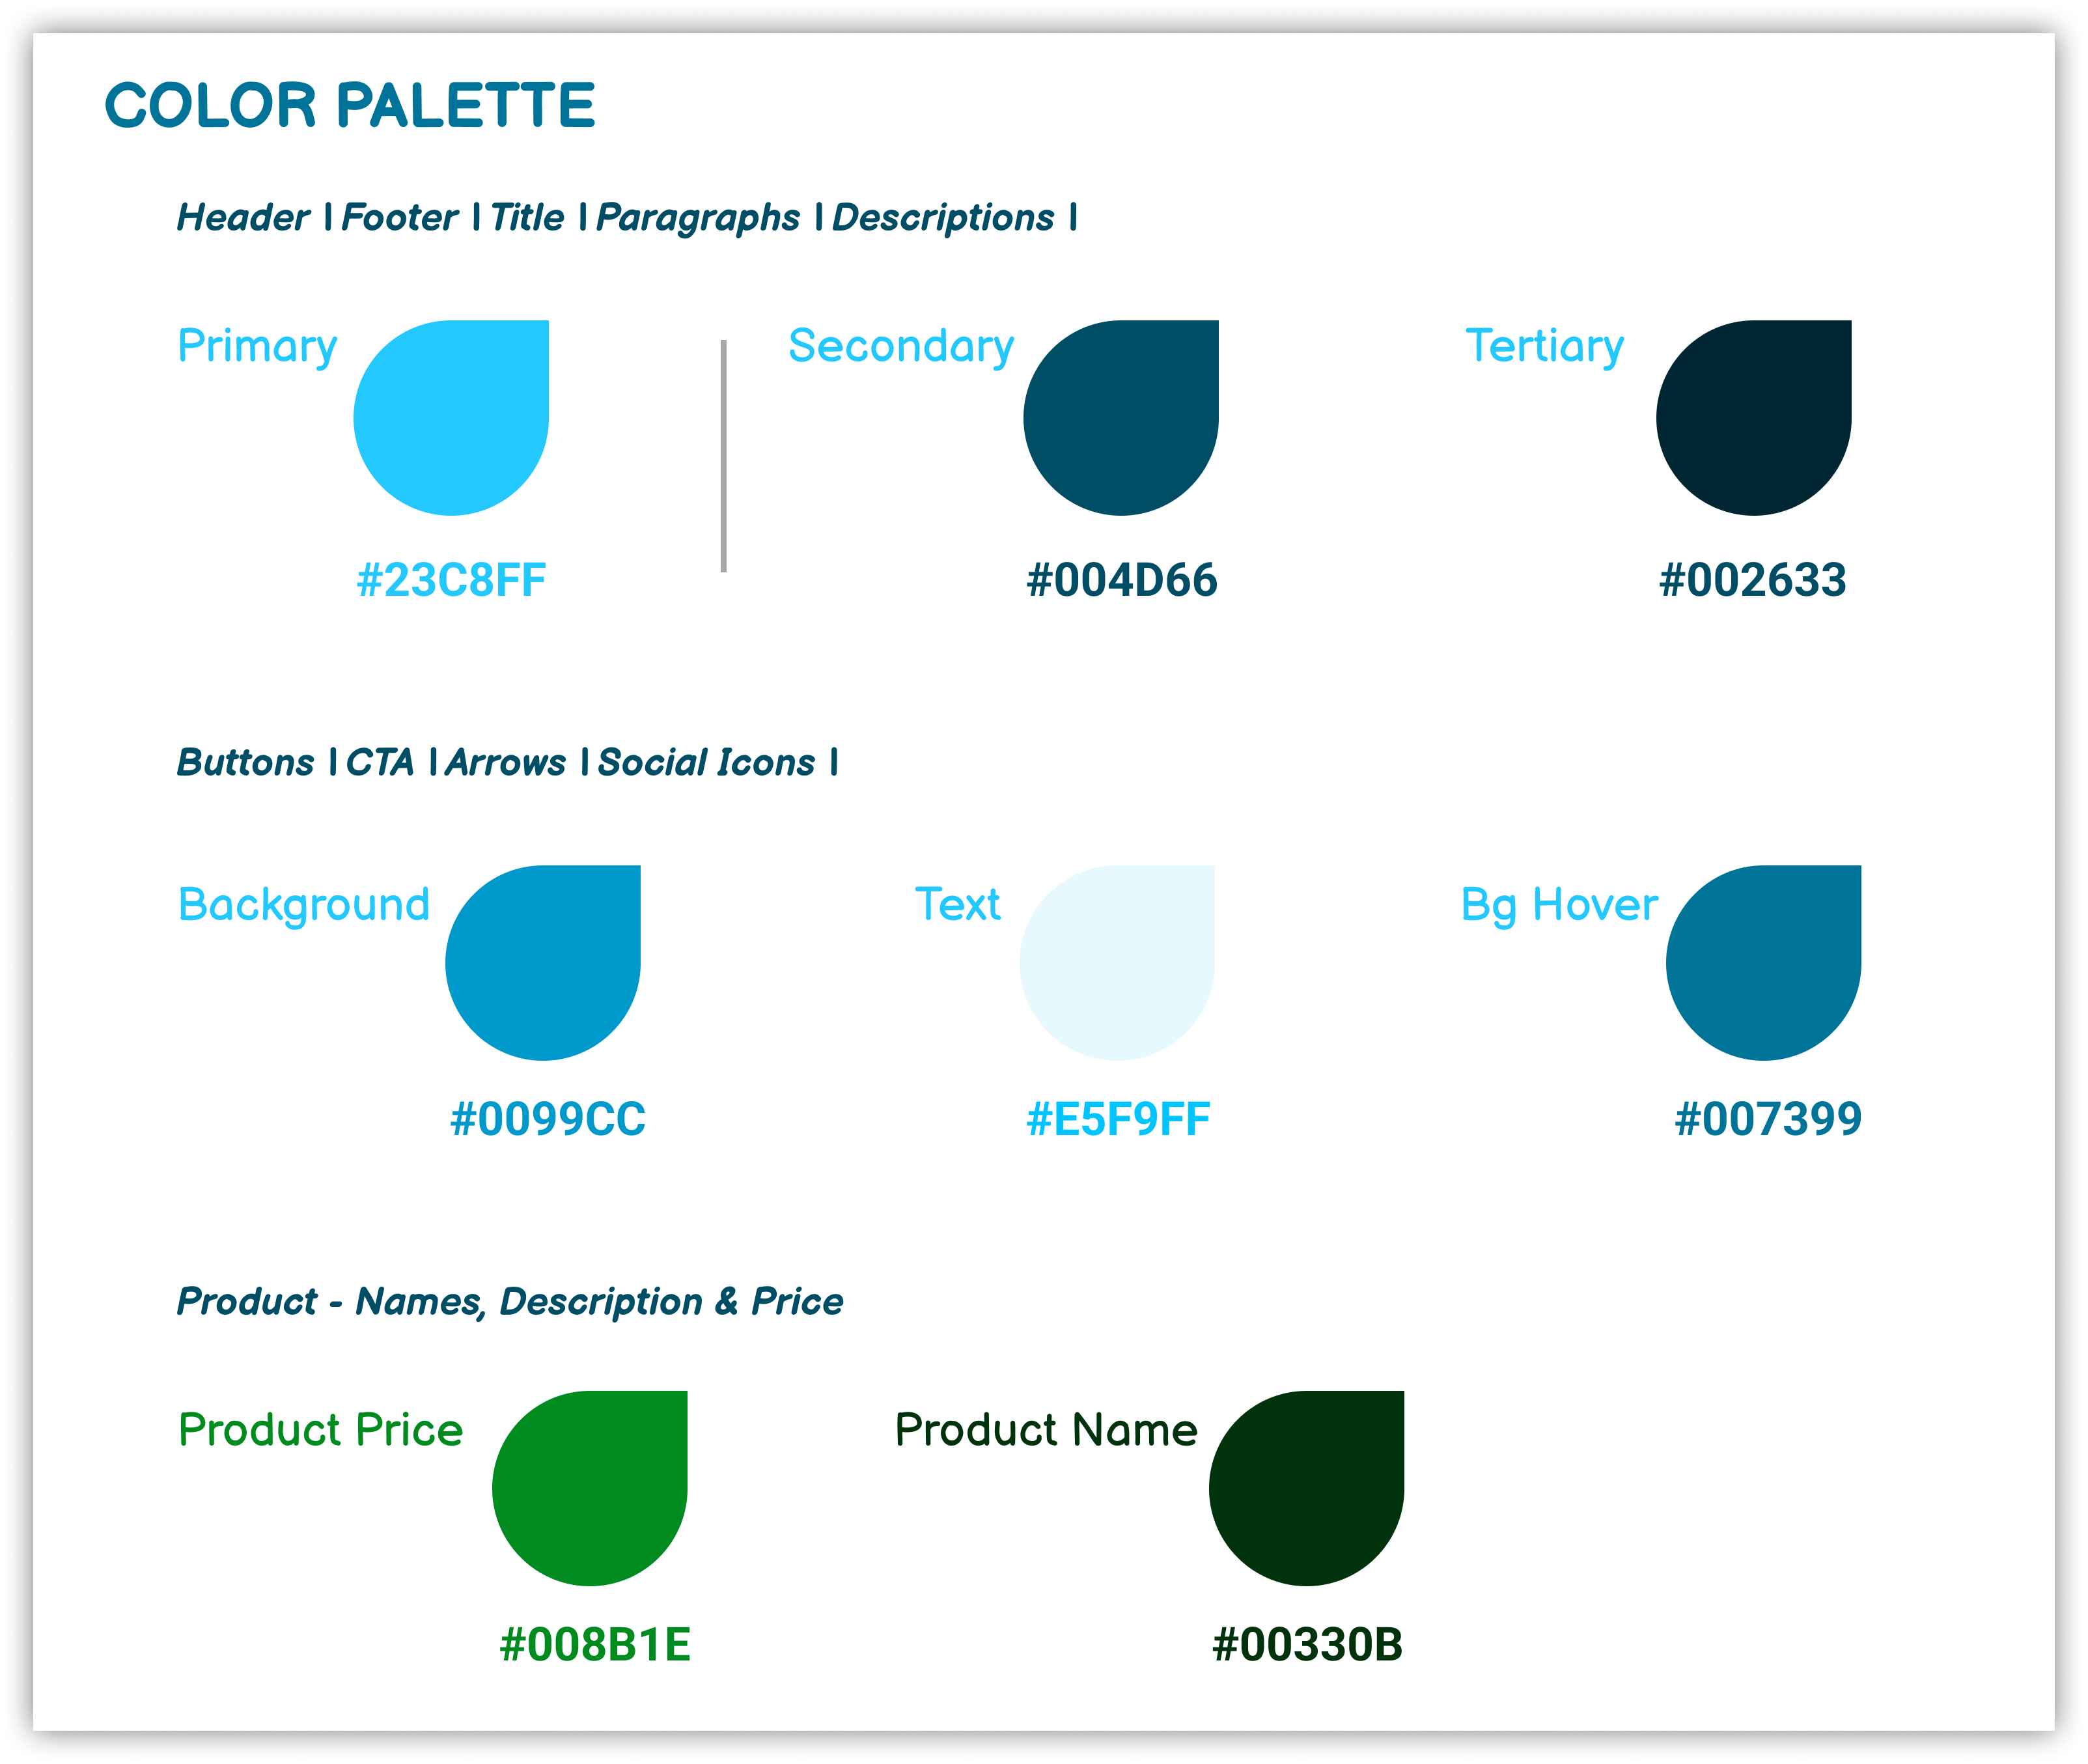 COLOR PALETTE
Header | Footer | Title | Paragraphs | Descriptions |
Primary
Secondary
Tertiary
#23C8FF
#004D66
#002633
Buttons | CTA | Arrows | Social Icons |
Background
Text
Bg Hover
#0099CC
#E5F9FF
#007399
Product - Names, Description & Price
Product Price
Product Name
#008B1E
#00330B